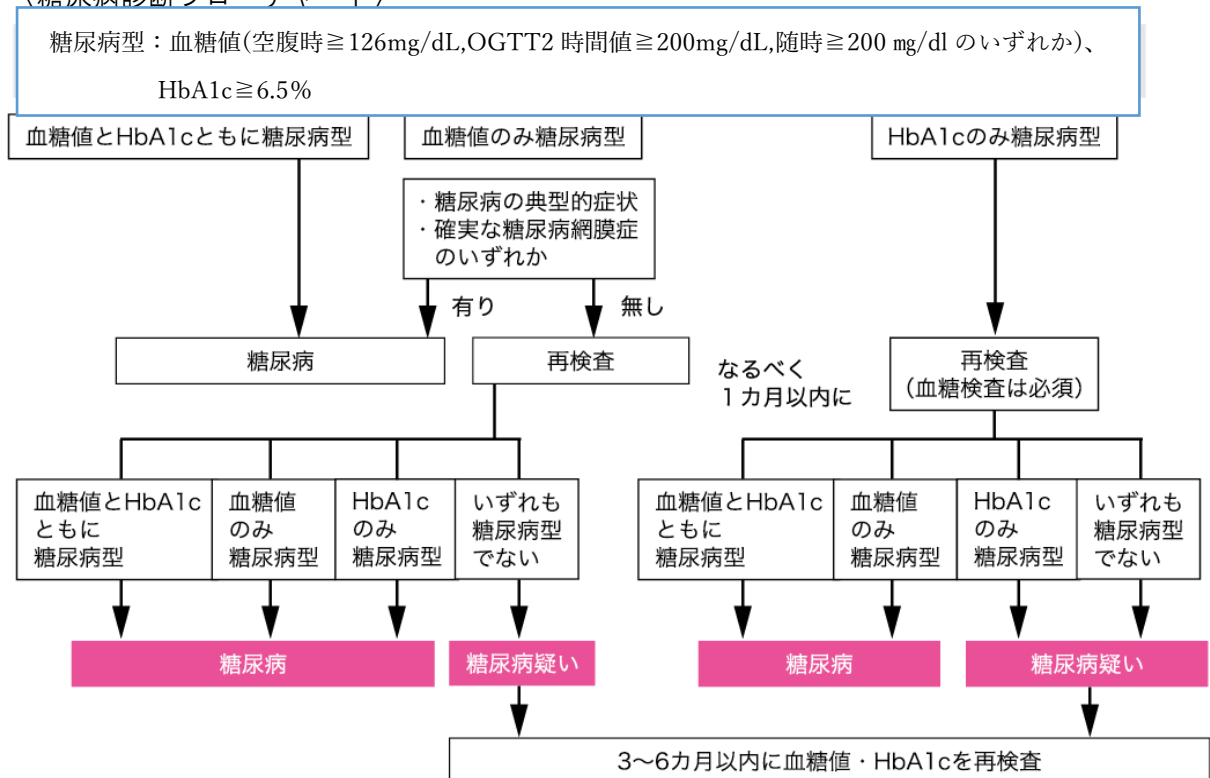 糖尿病型：血糖値(空腹時≧126mg/dL,OGTT2 時間値≧200mg/dL,随時≧200 ㎎/dl のいずれか)、
HbA1c≧6.5%
血糖値とHbA1cともに糖尿病型
血糖値のみ糖尿病型
HbA1cのみ糖尿病型
・糖尿病の典型的症状
・確実な糖尿病網膜症
のいずれか
有り
無し
糖尿病
再検査
なるべく
1カ月以内に
再検査
（血糖検査は必須）
血糖値とHbA1c
ともに
糖尿病型
血糖値
のみ
糖尿病型
HbA1c
のみ
糖尿病型
いずれも
糖尿病型
でない
血糖値とHbA1c
ともに
糖尿病型
血糖値
のみ
糖尿病型
HbA1c
のみ
糖尿病型
いずれも
糖尿病型
でない
糖尿病
糖尿病疑い
糖尿病
糖尿病疑い
3〜6カ月以内に血糖値・HbA1cを再検査